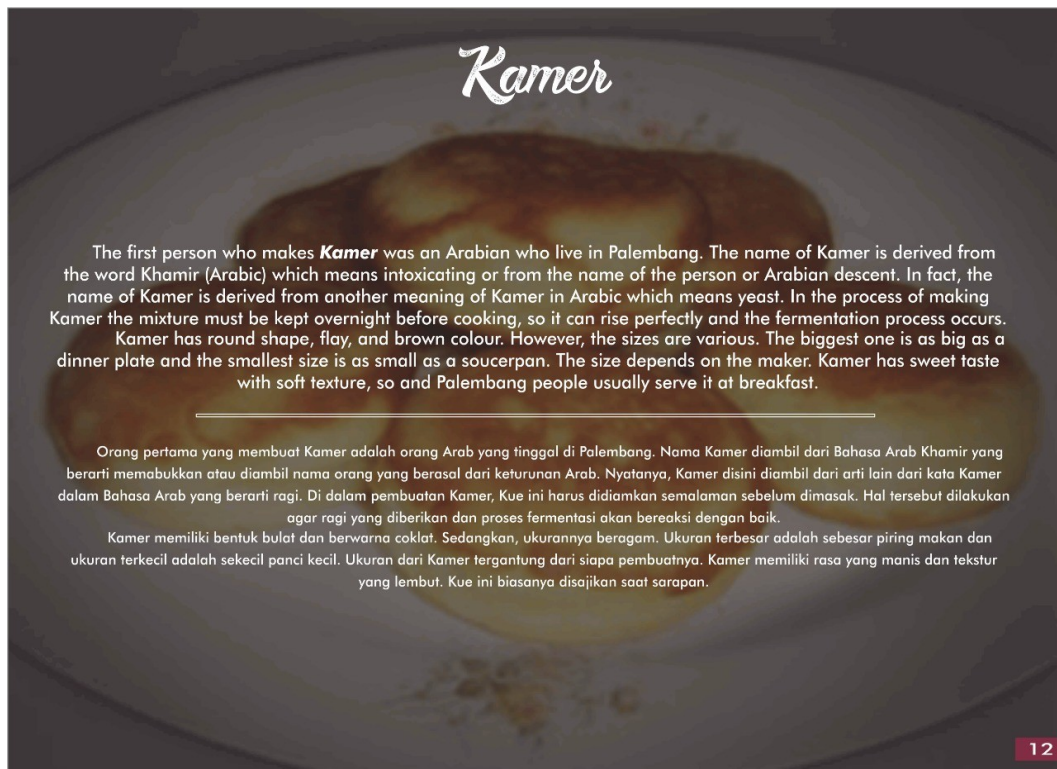 Kamer
The first person who makes Kamer was an Arabian who live in Palembang. The name of Kamer is derived from
the word Khamir (Arabic) which means intoxicating or from the name of the person or Arabian descent. In fact, the
name of Kamer is derived from another meaning of Kamer in Arabic which means yeast. In the process of making
Kamer the mixture must be kept overnight before cooking, so it can rise perfectly and the fermentation process occurs.
Kamer has round shape, flay, and brown colour. However, the sizes are various. The biggest one is as big as a
dinner plate and the smallest size is as small as a soucerpan. The size depends on the maker. Kamer has sweet taste
with soft texture, so and Palembang people usually serve it at breakfast.
Orang pertama yang membuat Kamer adalah orang Arab yang tinggal di Palembang. Nama Kamer diambil dari Bahasa Arab Khamir yang
berarti memabukkan atau diambil nama orang yang berasal dari keturunan Arab. Nyatanya, Kamer disini diambil dari arti lain dari kata Kamer
dalam Bahasa Arab yang berarti ragi. Di dalam pembuatan Kamer, Kue ini harus didiamkan semalaman sebelum dimasak. Hal tersebut dilakukan
agar ragi yang diberikan dan proses fermentasi akan bereaksi dengan baik.
Kamer memiliki bentuk bulat dan berwarna coklat. Sedangkan, ukurannya beragam. Ukuran terbesar adalah sebesar piring makan dan
ukuran terkecil adalah sekecil panci kecil. Ukuran dari Kamer tergantung dari siapa pembuatnya. Kamer memiliki rasa yang manis dan tekstur
yang lembut. Kue ini biasanya disajikan saat sarapan.
12